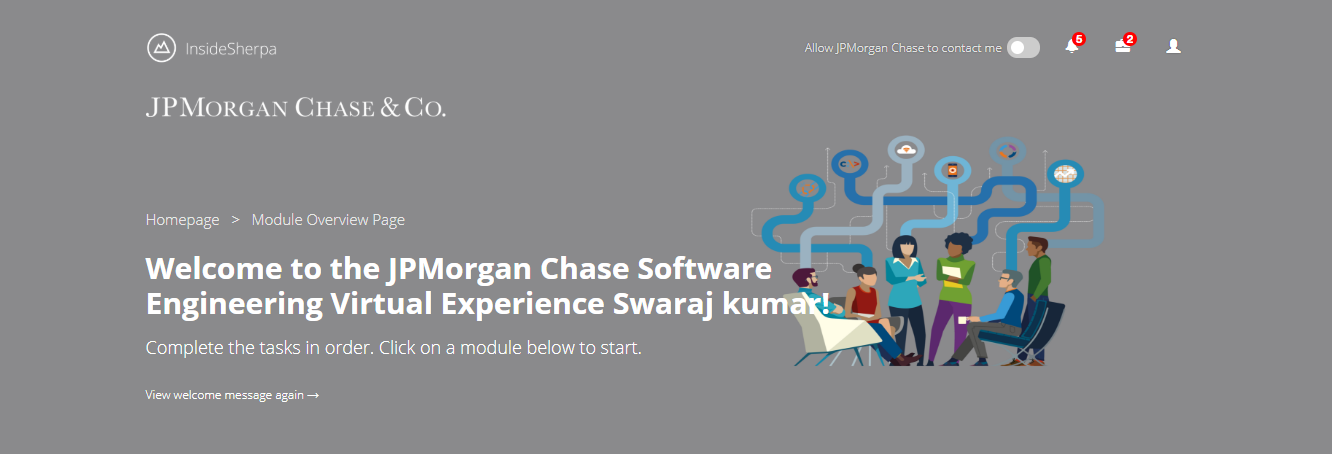 InsideSherpa
Allow JPMorgan Chase to contact me
5
2
JPMORGAN CHASE & CO.
Homepage > Module Overview Page
Welcome to the JPMorgan Chase Software
Engineering Virtual Experience Swaraj kumar!
Complete the tasks in order. Click on a module below to start.
View welcome message again →